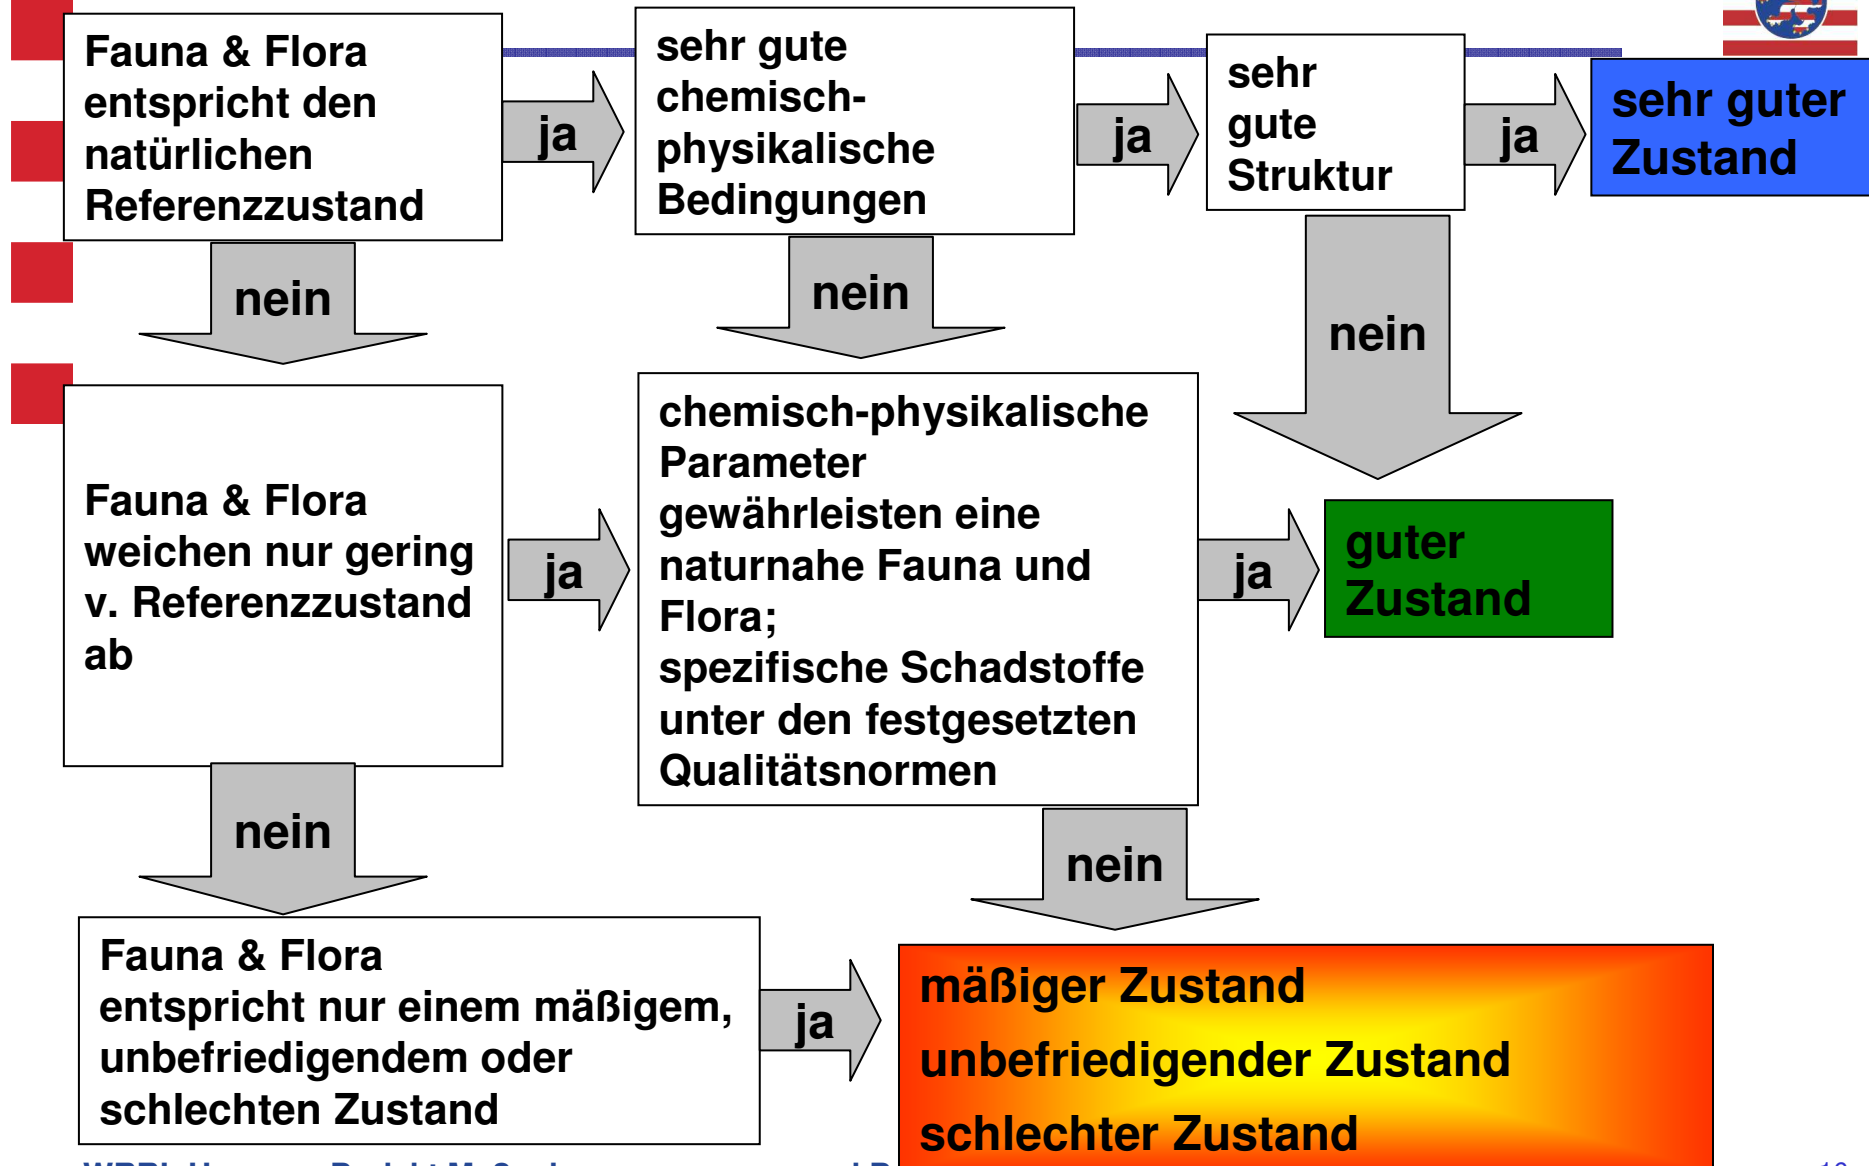 Fauna & Flora
entspricht den
natürlichen
Referenzzustand
ja
sehr gute
chemisch-
physikalische
Bedingungen
ja
sehr
gute
Struktur
ja
sehr guter
Zustand
nein
nein
nein
Fauna & Flora
weichen nur gering
v. Referenzzustand
ab
ja
chemisch-physikalische
Parameter
gewährleisten eine
naturnahe Fauna und
Flora;
spezifische Schadstoffe
unter den festgesetzten
Qualitätsnormen
ja
guter
Zustand
nein
nein
Fauna & Flora
entspricht nur einem mäßigem,
unbefriedigendem oder
schlechten Zustand
ja
mäßiger Zustand
unbefriedigender Zustand
schlechter Zustand